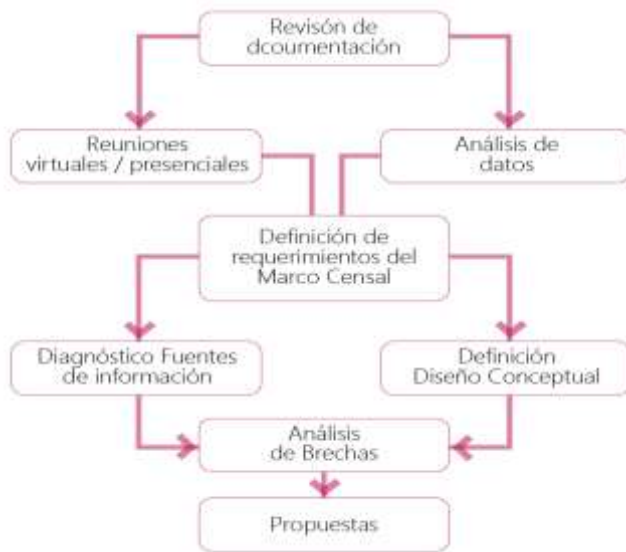 Revisón de
dcoumentación
Reuniones
virtuales / presenciales
Análisis de
datos
Definición de
requerimientos del
Marco Censal
Diagnóstico Fuentes
de información
Definición
Diseño Conceptual
Análisis
de Brechas
Propuestas